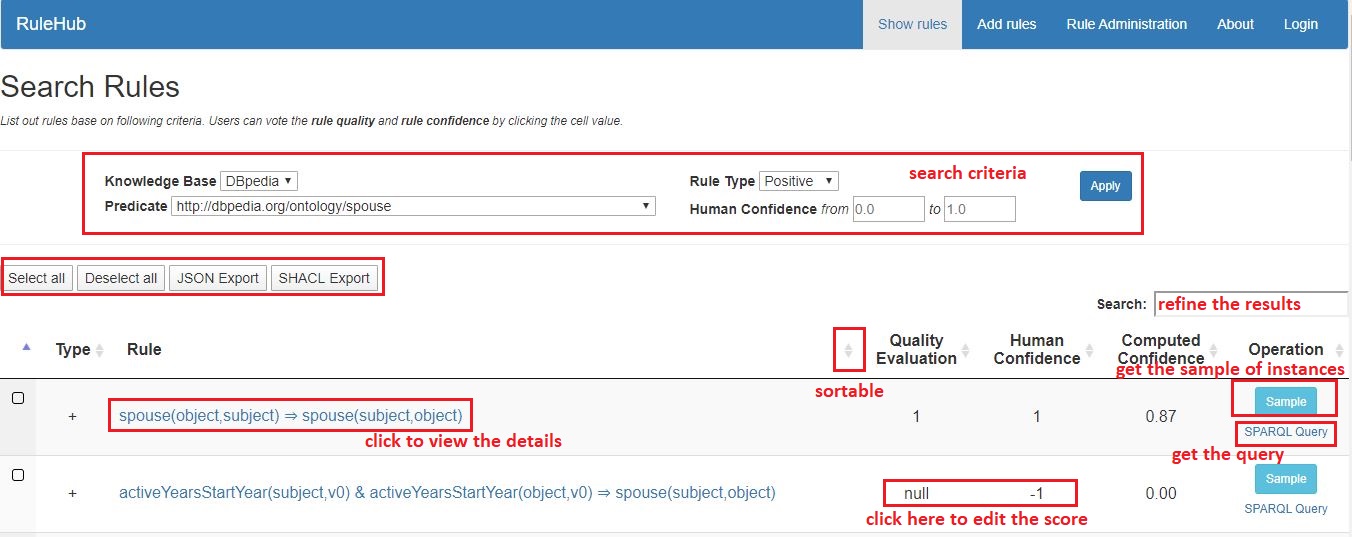 RuleHub
Show rules
Add rules
Rule Administration
About
Login
Search Rules
List out rules base on following criteria. Users can vote the rule quality and rule confidence by clicking the cell value.
Knowledge Base DBpedia
Rule Type Positive
search criteria
Apply
Predicate http://dbpedia.org/ontology/spouse
Human Confidence from 0.0 to 1.0
Select all
Deselect all
JSON Export
SHACL Export
Search: refine the results
Type
Rule
Quality
Evaluation
Human
Confidence
Computed
Confidence
Operation
sortable
get the sample of instances
+
spouse(object,subject) ⇒ spouse(subject,object)
1
1
0.87
Sample
SPARQL Query
click to view the details
get the query
+
activeYearsStartYear(subject,v0) & activeYearsStartYear(object,v0) ⇒ spouse(subject,object)
null
-1
0.00
Sample
SPARQL Query
click here to edit the score